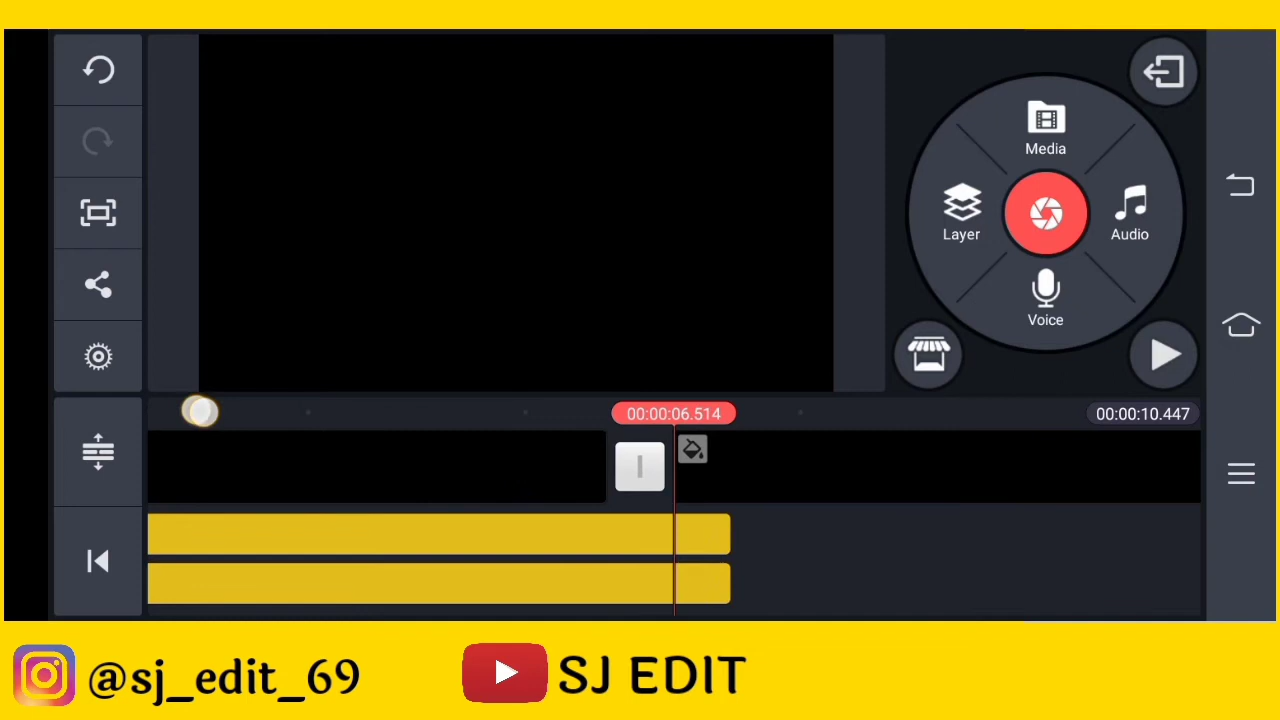 Media
Layer
Audio
Voice
00:00:06.514
00:00:10.447
@sj_edit_69
SJ EDIT